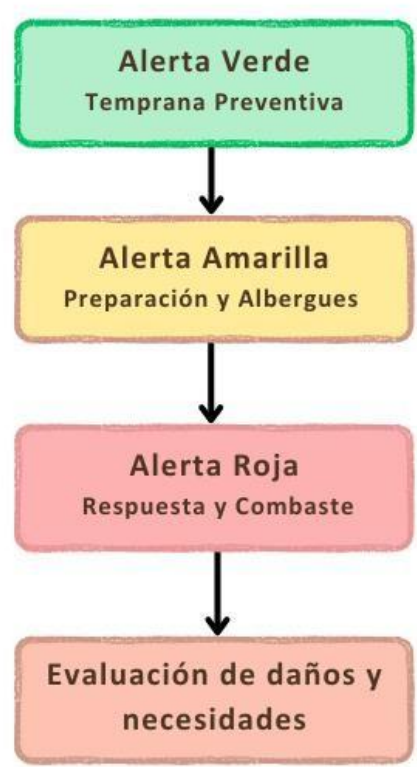 Alerta Verde
Temprana Preventiva
Alerta Amarilla
Preparación y Albergues
Alerta Roja
Respuesta y Combaste
Evaluación de daños y
necesidades